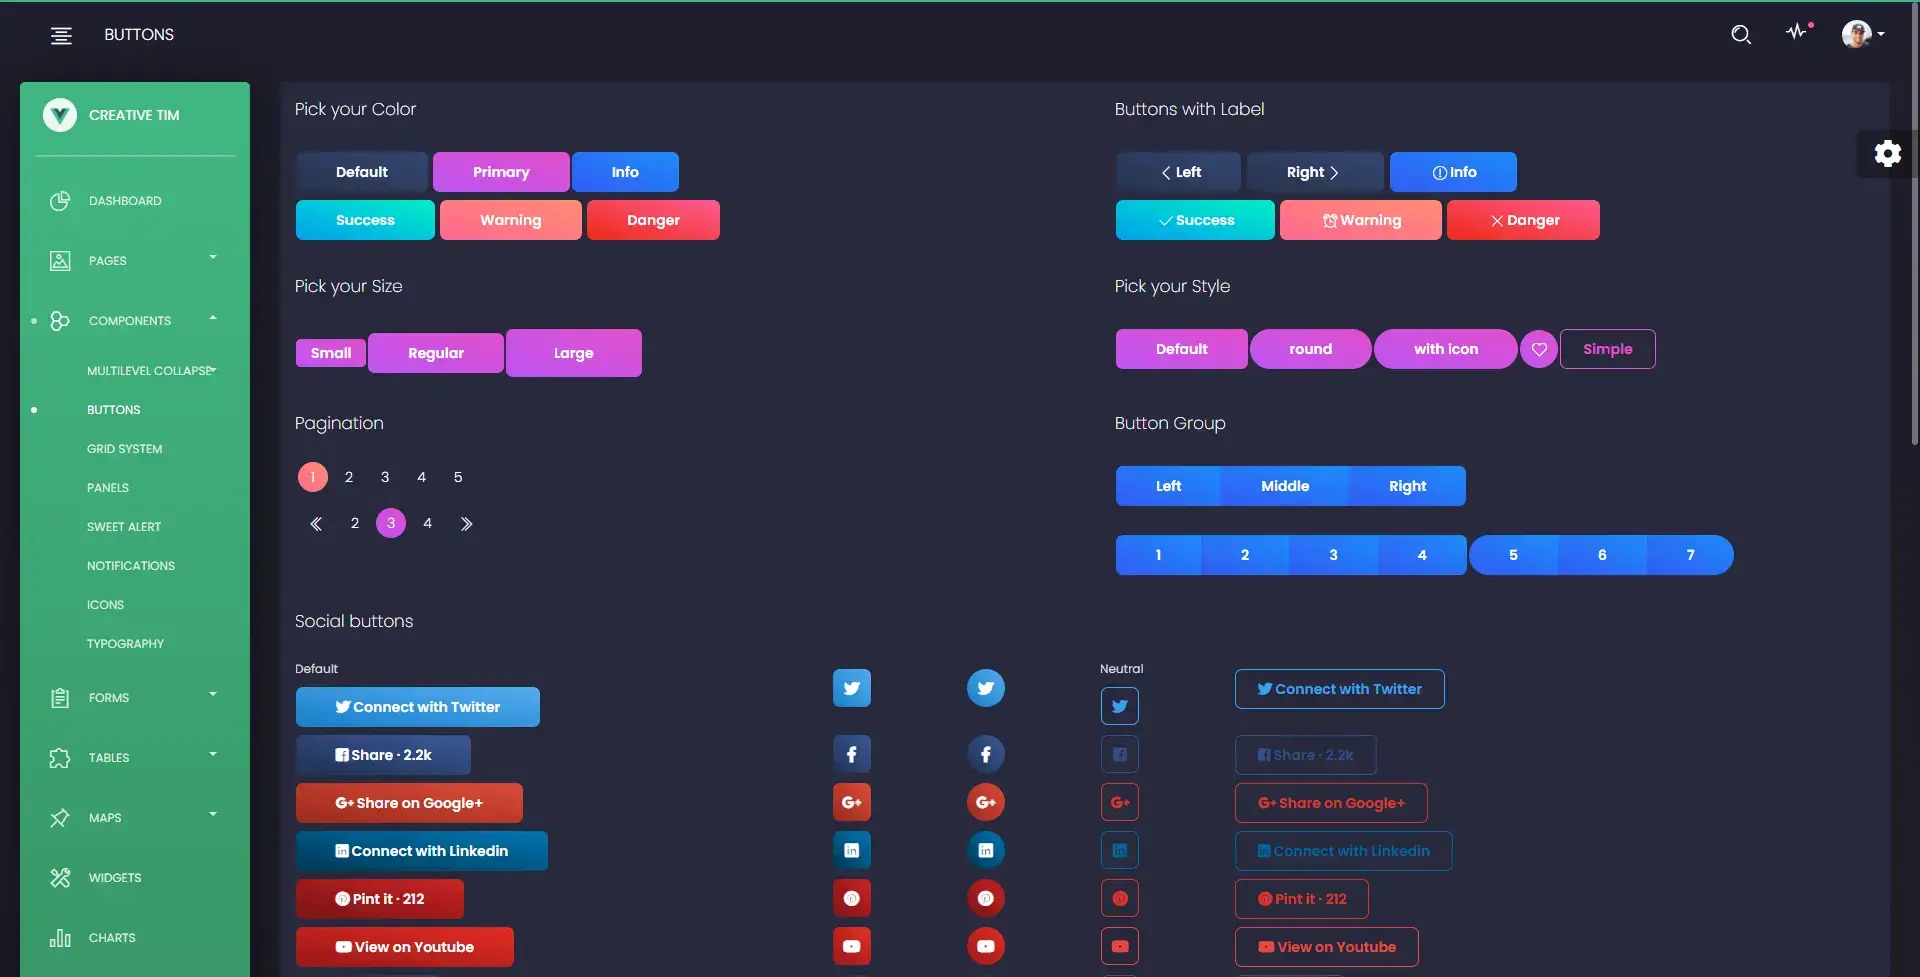 BUTTONS
CREATIVE TIM
DASHBOARD
PAGES
COMPONENTS
MULTILEVEL COLLAPSE
BUTTONS
GRID SYSTEM
PANELS
SWEET ALERT
NOTIFICATIONS
ICONS
TYPOGRAPHY
FORMS
TABLES
MAPS
WIDGETS
CHARTS
Pick your Color
Default Primary Info
Success Warning Danger
Buttons with Label
Left Right Info
Success Warning Danger
Pick your Size
Small Regular Large
Pick your Style
Default round with icon Simple
Pagination
1 2 3 4 5
« 2 3 4 »
Button Group
Left Middle Right
1 2 3 4 5 6 7
Social buttons
Default
Neutral
Connect with Twitter
Connect with Twitter
Share · 2.2k
Share · 2.2k
G+ Share on Google+ G+ G+ G+ G+ Share on Google+
in Connect with Linkedin in in in in Connect with Linkedin
Pint it · 212
Pint it · 212
View on Youtube
View on Youtube